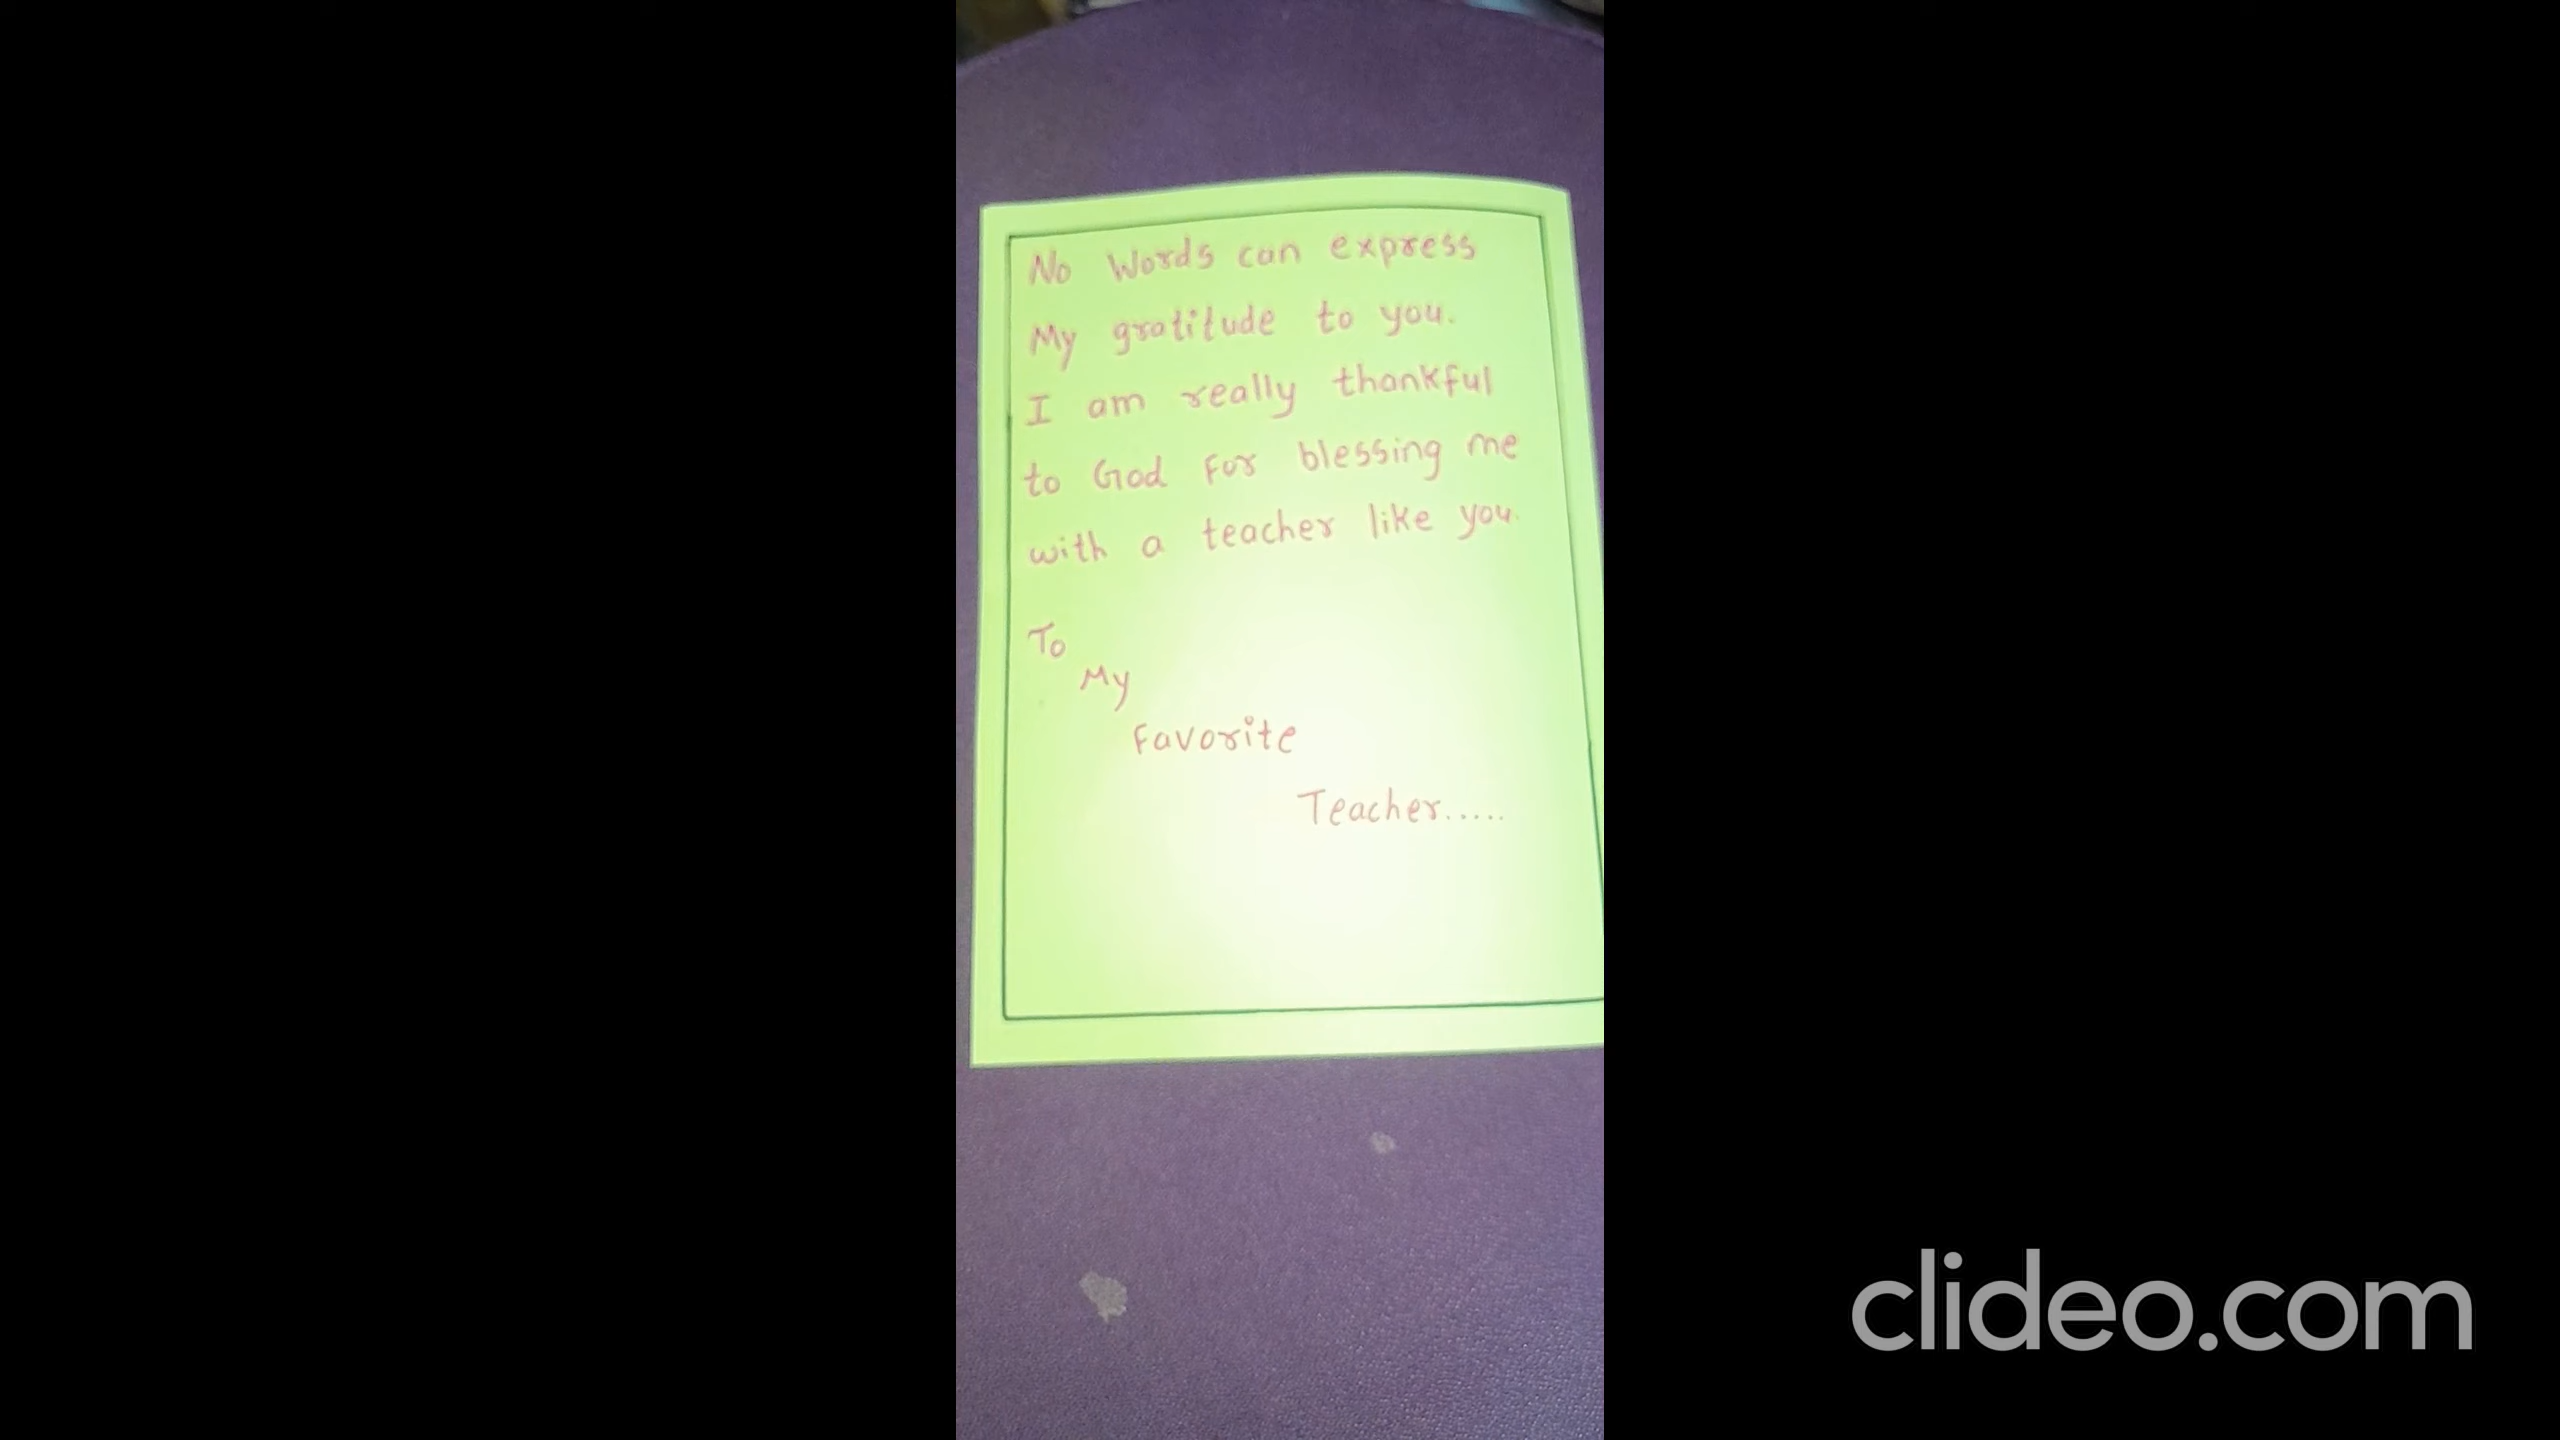 No Words can express
My gratitude to you.
I am really thankful
to God For blessing me
with a teacher like you.
To
My
Favorite
Teacher.....
clideo.com